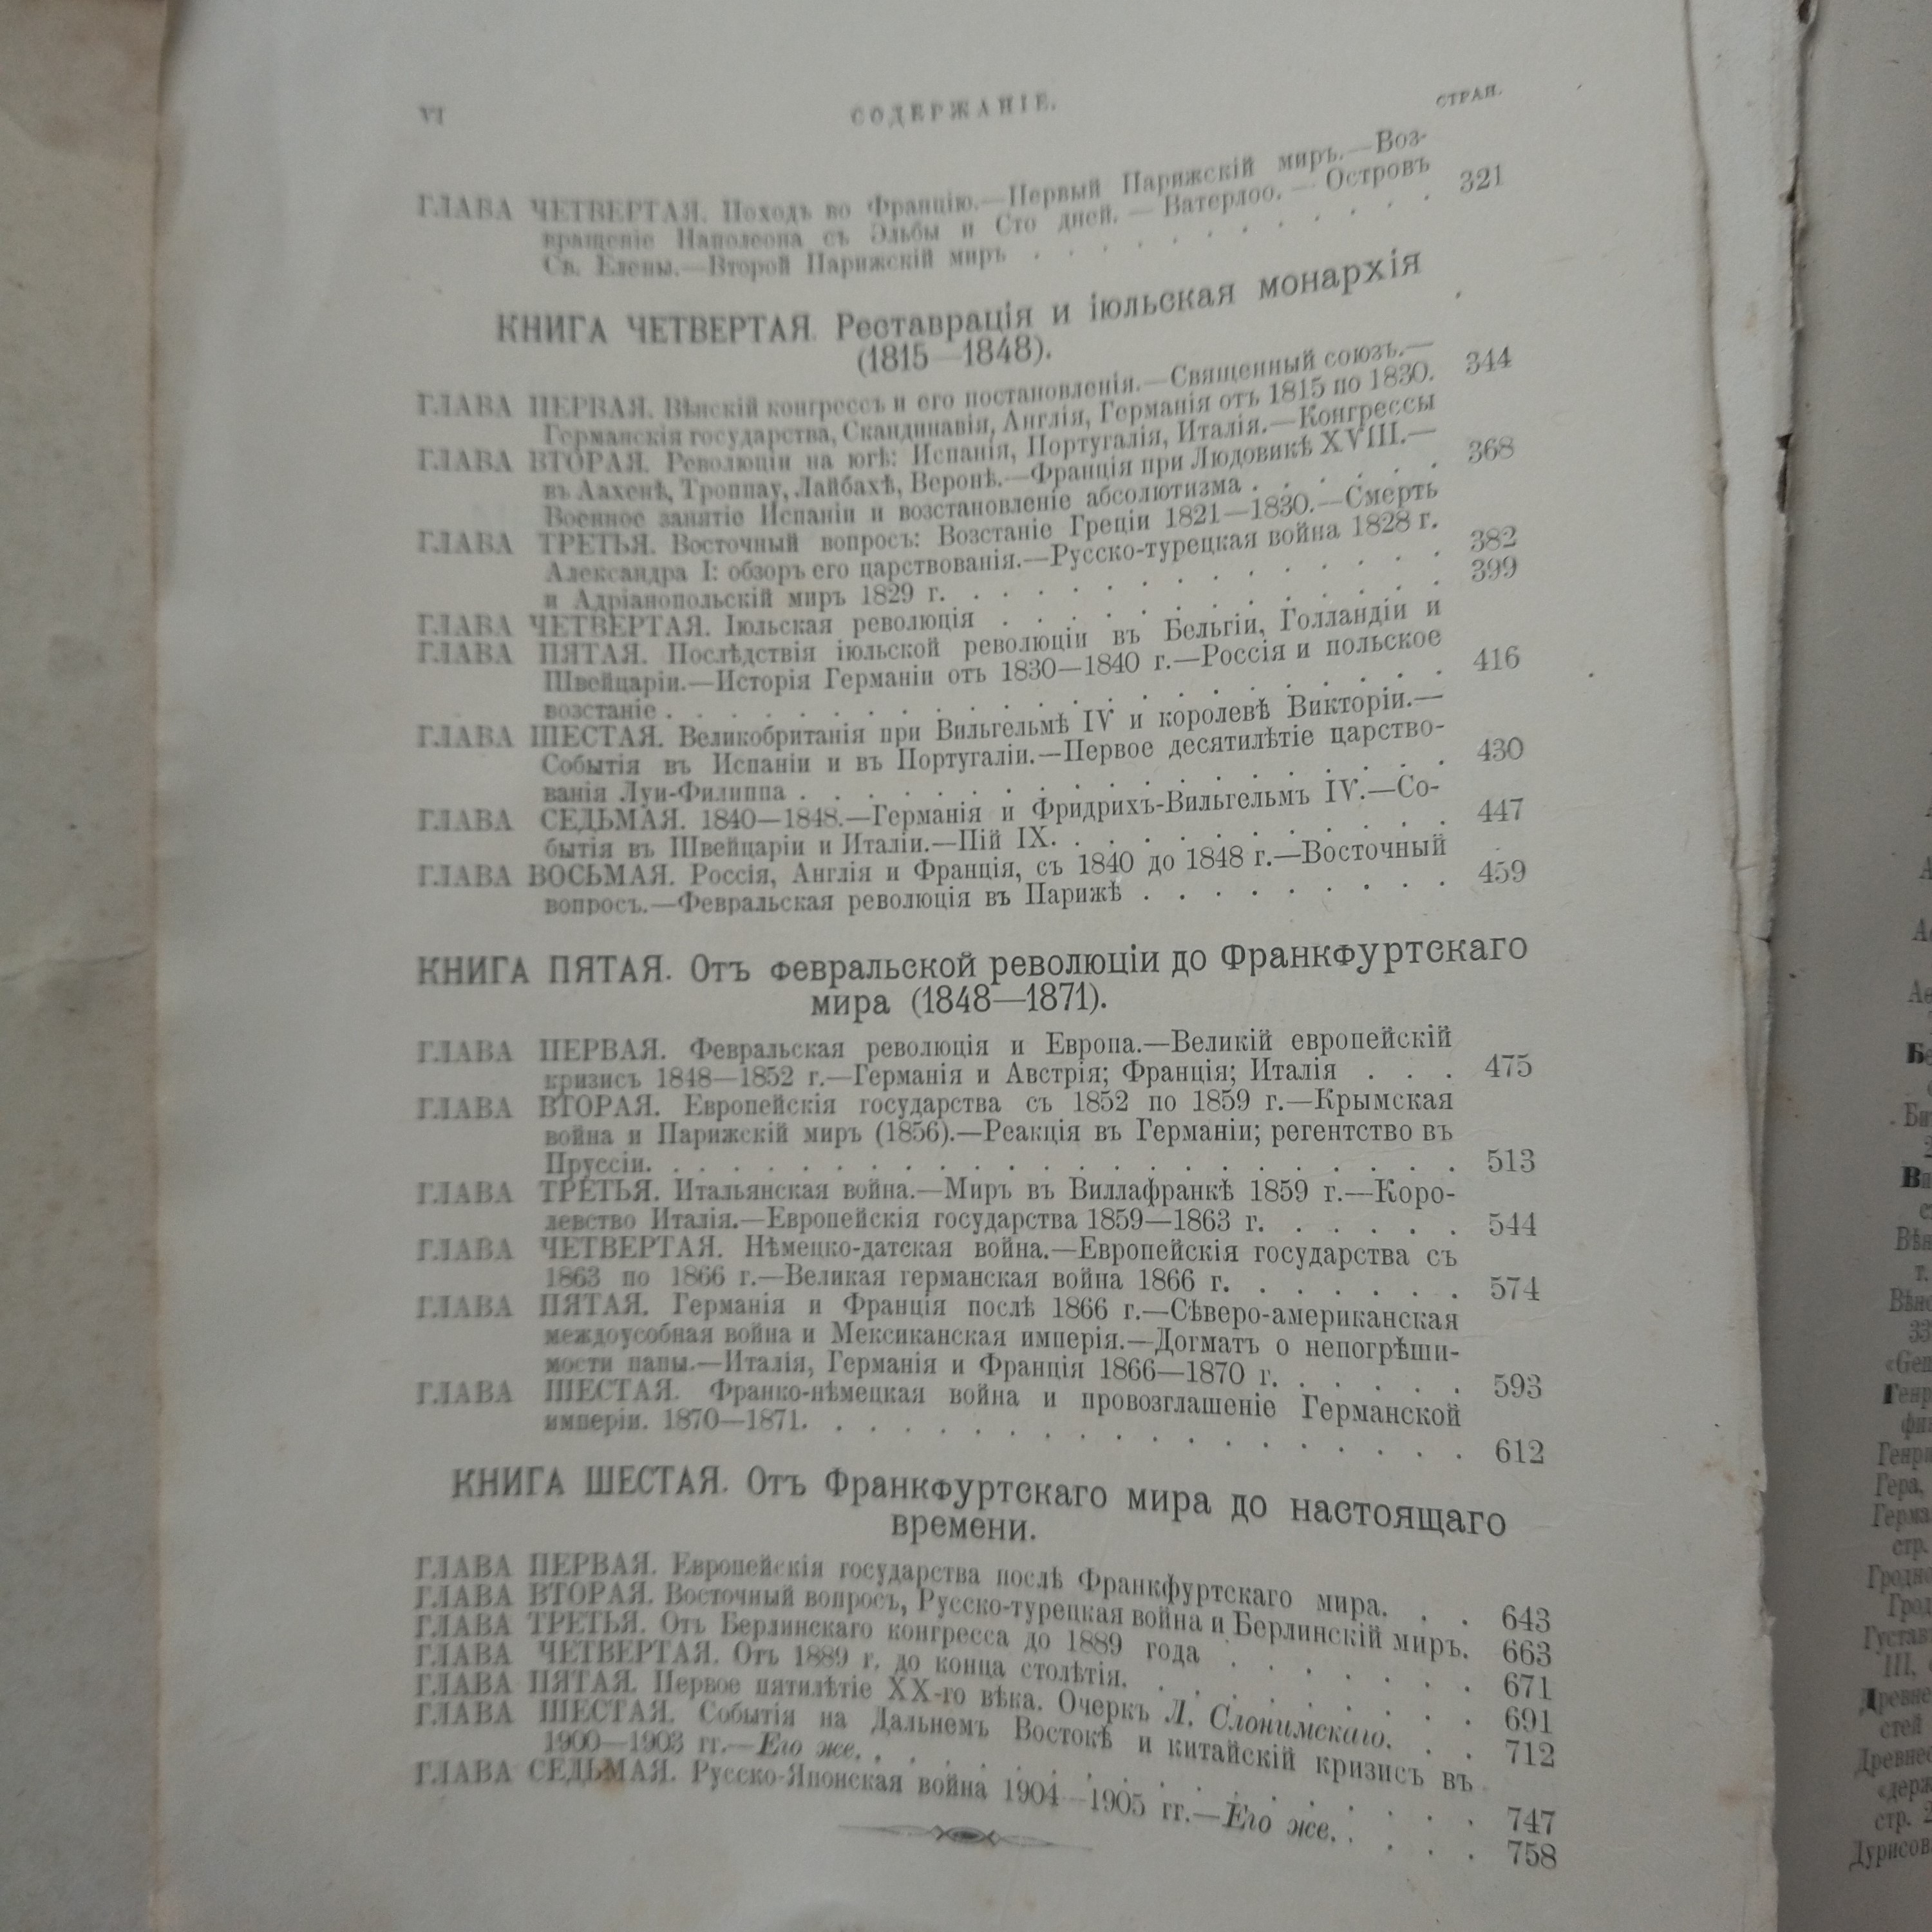 VI
СОДЕРЖАНІЕ.
СТРАН.
ГЛАВА ЧЕТВЕРТАЯ. Походъ во Францію.—Первый Парижскій миръ.—Воз-
вращеніе Наполеона съ Эльбы и Сто дней. — Ватерлоо. — Островъ
Св. Елены.—Второй Парижскій миръ . . . . . . . . . . 321
КНИГА ЧЕТВЕРТАЯ. Реставрація и іюльская монархія
(1815—1848).
ГЛАВА ПЕРВАЯ. Вѣнскій конгрессъ и его постановленія.—Священный союзъ.—
Германскія государства, Скандинавія, Англія, Германія отъ 1815 по 1830. 344
ГЛАВА ВТОРАЯ. Революціи на югѣ: Испанія, Португалія, Италія.—Конгрессы
въ Аахенѣ, Троппау, Лайбахѣ, Веронѣ.—Франція при Людовикѣ XVIII.—
Военное занятіе Испаніи и возстановленіе абсолютизма . . . . . . 368
ГЛАВА ТРЕТЬЯ. Восточный вопросъ: Возстаніе Греціи 1821—1830.—Смерть
Александра I: обзоръ его царствованія.—Русско-турецкая война 1828 г.
и Адріанопольскій миръ 1829 г. . . . . . . . . . . . . . 382
ГЛАВА ЧЕТВЕРТАЯ. Іюльская революція . . . . . . . . . . . . . 399
ГЛАВА ПЯТАЯ. Послѣдствія іюльской революціи въ Бельгіи, Голландіи и
Швейцаріи.—Исторія Германіи отъ 1830—1840 г.—Россія и польское
возстаніе . . . . . . . . . . . . . . . . . . . . . . 416
ГЛАВА ШЕСТАЯ. Великобританія при Вильгельмѣ IV и королевѣ Викторіи.—
Событія въ Испаніи и въ Португаліи.—Первое десятилѣтіе царство-
ванія Луи-Филиппа . . . . . . . . . . . . . . . . . . 430
ГЛАВА СЕДЬМАЯ. 1840—1848.—Германія и Фридрихъ-Вильгельмъ IV.—Со-
бытія въ Швейцаріи и Италіи.—Пій IX. . . . . . . . . . . . 447
ГЛАВА ВОСЬМАЯ. Россія, Англія и Франція, съ 1840 до 1848 г.—Восточный
вопросъ.—Февральская революція въ Парижѣ . . . . . . . . . 459
КНИГА ПЯТАЯ. Отъ февральской революціи до Франкфуртскаго
мира (1848—1871).
ГЛАВА ПЕРВАЯ. Февральская революція и Европа.—Великій европейскій
кризисъ 1848—1852 г.—Германія и Австрія; Франція; Италія . . . 475
ГЛАВА ВТОРАЯ. Европейскія государства съ 1852 по 1859 г.—Крымская
война и Парижскій миръ (1856).—Реакція въ Германіи; регентство въ
Пруссіи. . . . . . . . . . . . . . . . . . . . . . . 513
ГЛАВА ТРЕТЬЯ. Итальянская война.—Миръ въ Виллафранкѣ 1859 г.—Коро-
левство Италія.—Европейскія государства 1859—1863 г. . . . . . 544
ГЛАВА ЧЕТВЕРТАЯ. Нѣмецко-датская война.—Европейскія государства съ
1863 по 1866 г.—Великая германская война 1866 г. . . . . . . 574
ГЛАВА ПЯТАЯ. Германія и Франція послѣ 1866 г.—Сѣверо-американская
междоусобная война и Мексиканская имперія.—Догматъ о непогрѣши-
мости папы.—Италія, Германія и Франція 1866—1870 г. . . . . . 593
ГЛАВА ШЕСТАЯ. Франко-нѣмецкая война и провозглашеніе Германской
имперіи. 1870—1871. . . . . . . . . . . . . . . . . . . 612
КНИГА ШЕСТАЯ. Отъ Франкфуртскаго мира до настоящаго
времени.
ГЛАВА ПЕРВАЯ. Европейскія государства послѣ Франкфуртскаго мира. . . 643
ГЛАВА ВТОРАЯ. Восточный вопросъ, Русско-турецкая война и Берлинскій миръ. 663
ГЛАВА ТРЕТЬЯ. Отъ Берлинскаго конгресса до 1889 года . . . . . . . 671
ГЛАВА ЧЕТВЕРТАЯ. Отъ 1889 г. до конца столѣтія. . . . . . . . . . 691
ГЛАВА ПЯТАЯ. Первое пятилѣтіе XX-го вѣка. Очеркъ Л. Слонимскаго. . . 712
ГЛАВА ШЕСТАЯ. Событія на Дальнемъ Востокѣ и китайскій кризисъ въ
1900—1903 гг.—Его же. . . . . . . . . . . . . . . . . . 747
ГЛАВА СЕДЬМАЯ. Русско-Японская война 1904—1905 гг.—Его же. . . . . 758